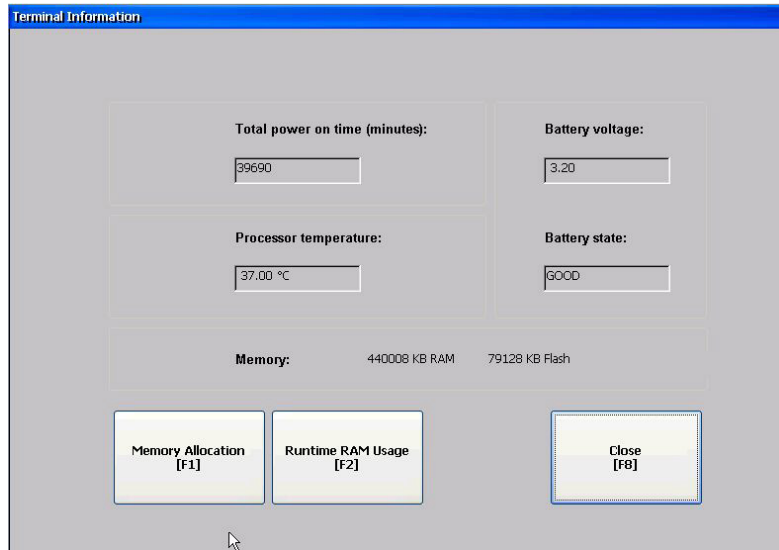 Terminal Information
Total power on time (minutes):
39690
Battery voltage:
3.20
Processor temperature:
37.00 °C
Battery state:
GOOD
Memory: 440008 KB RAM 79128 KB Flash
Memory Allocation
[F1]
Runtime RAM Usage
[F2]
Close
[F8]